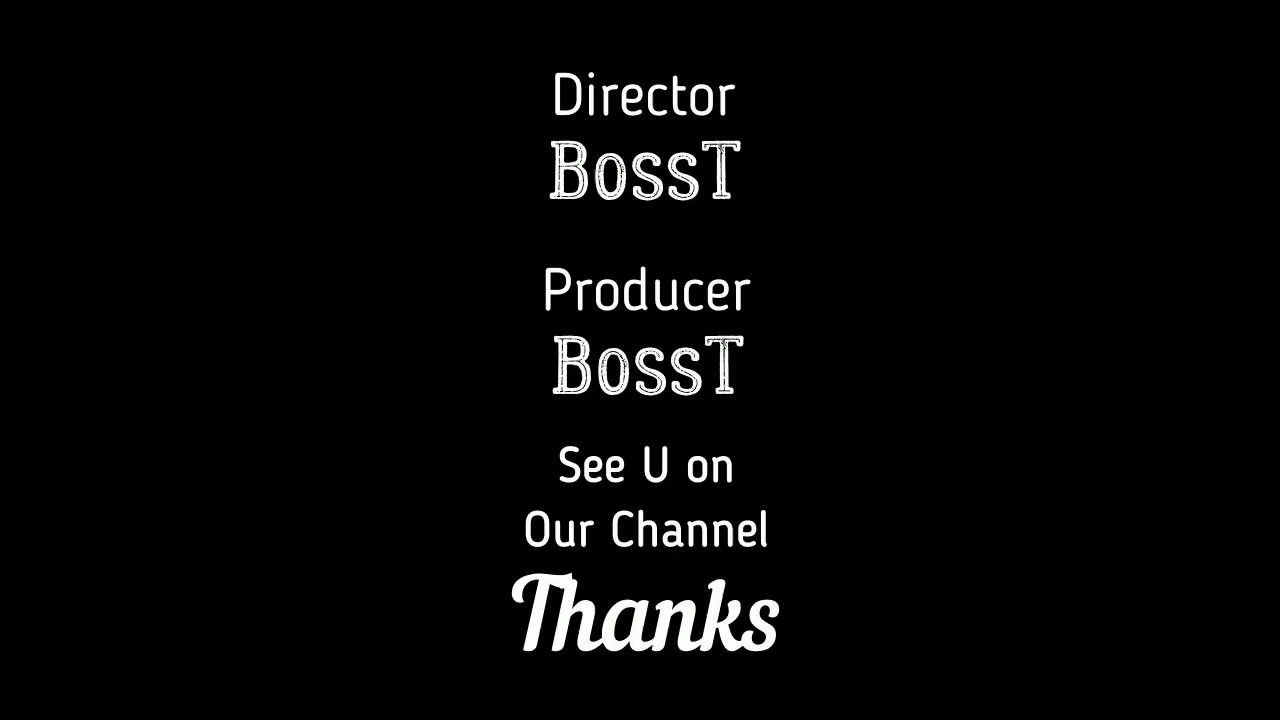 Director
BossT
Producer
BossT
See U on
Our Channel
Thanks